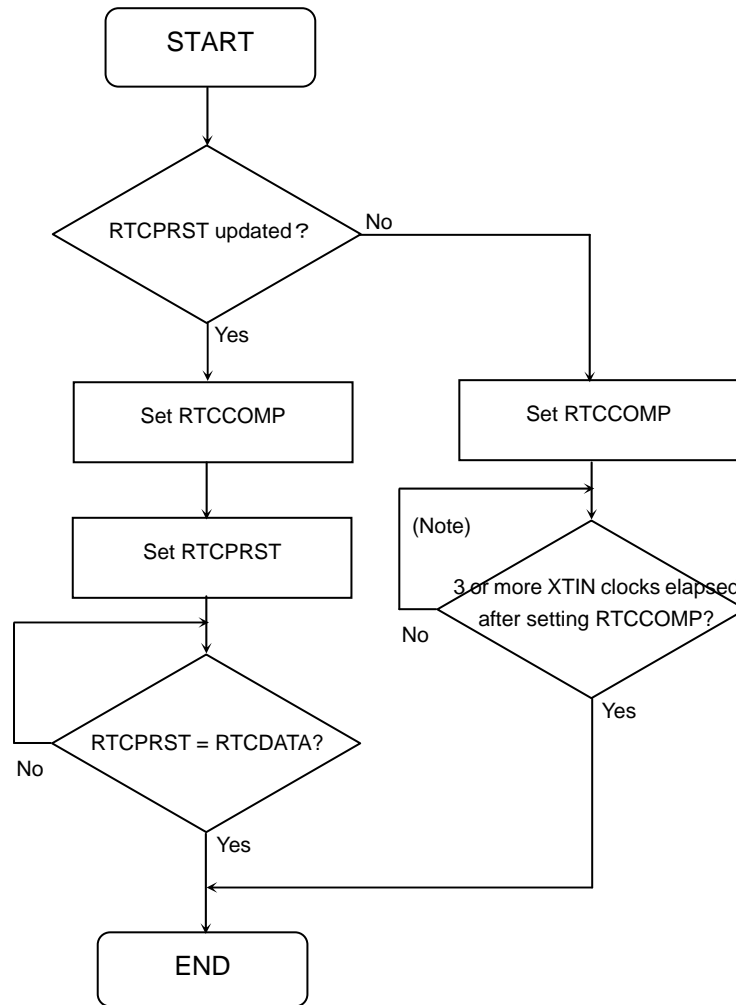 START
RTCPRST updated？
No
Yes
Set RTCCOMP
Set RTCCOMP
Set RTCPRST
(Note)
3 or more XTIN clocks elapsed
after setting RTCCOMP?
No
Yes
RTCPRST = RTCDATA?
No
Yes
END